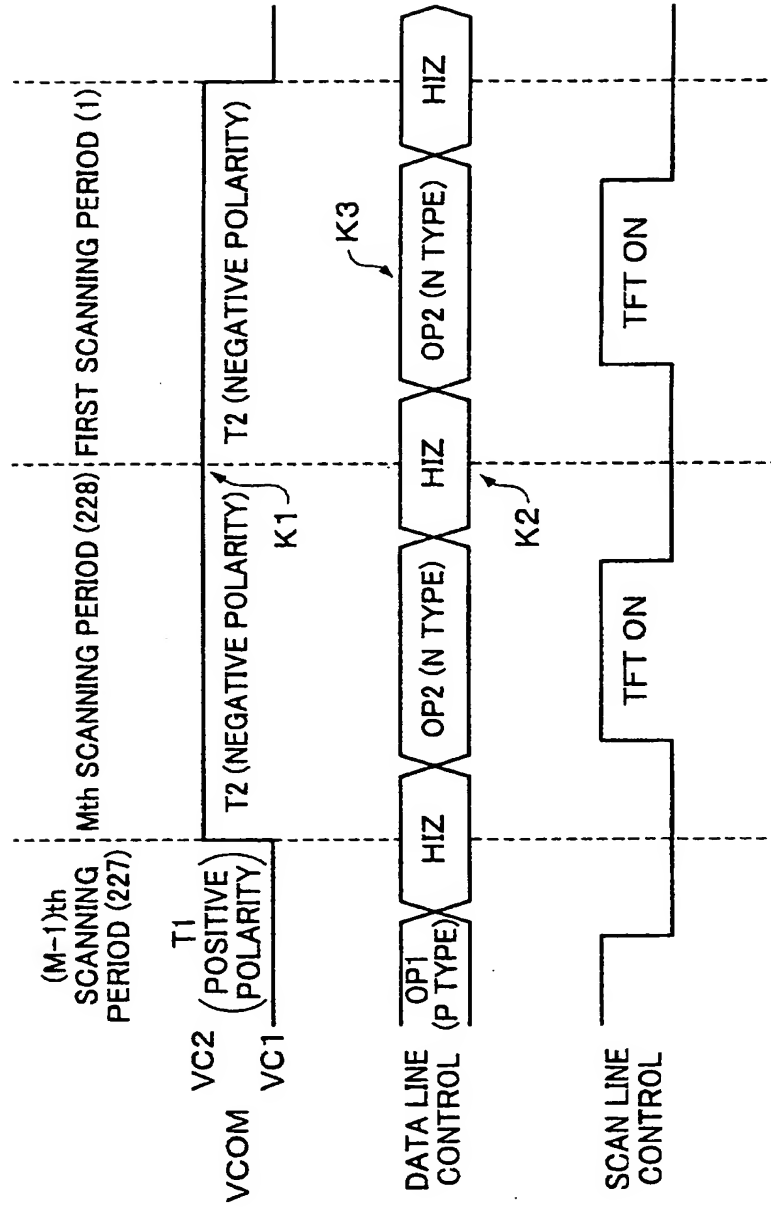 (M-1)th
SCANNING
PERIOD (227)
Mth SCANNING PERIOD (228)
FIRST SCANNING PERIOD (1)
VCOM
VC2
VC1
T1
(POSITIVE
POLARITY)
T2 (NEGATIVE POLARITY)
T2 (NEGATIVE POLARITY)
K1
DATA LINE
CONTROL
OP1
(P TYPE)
HIZ
OP2 (N TYPE)
HIZ
OP2 (N TYPE)
HIZ
K2
K3
SCAN LINE
CONTROL
TFT ON
TFT ON